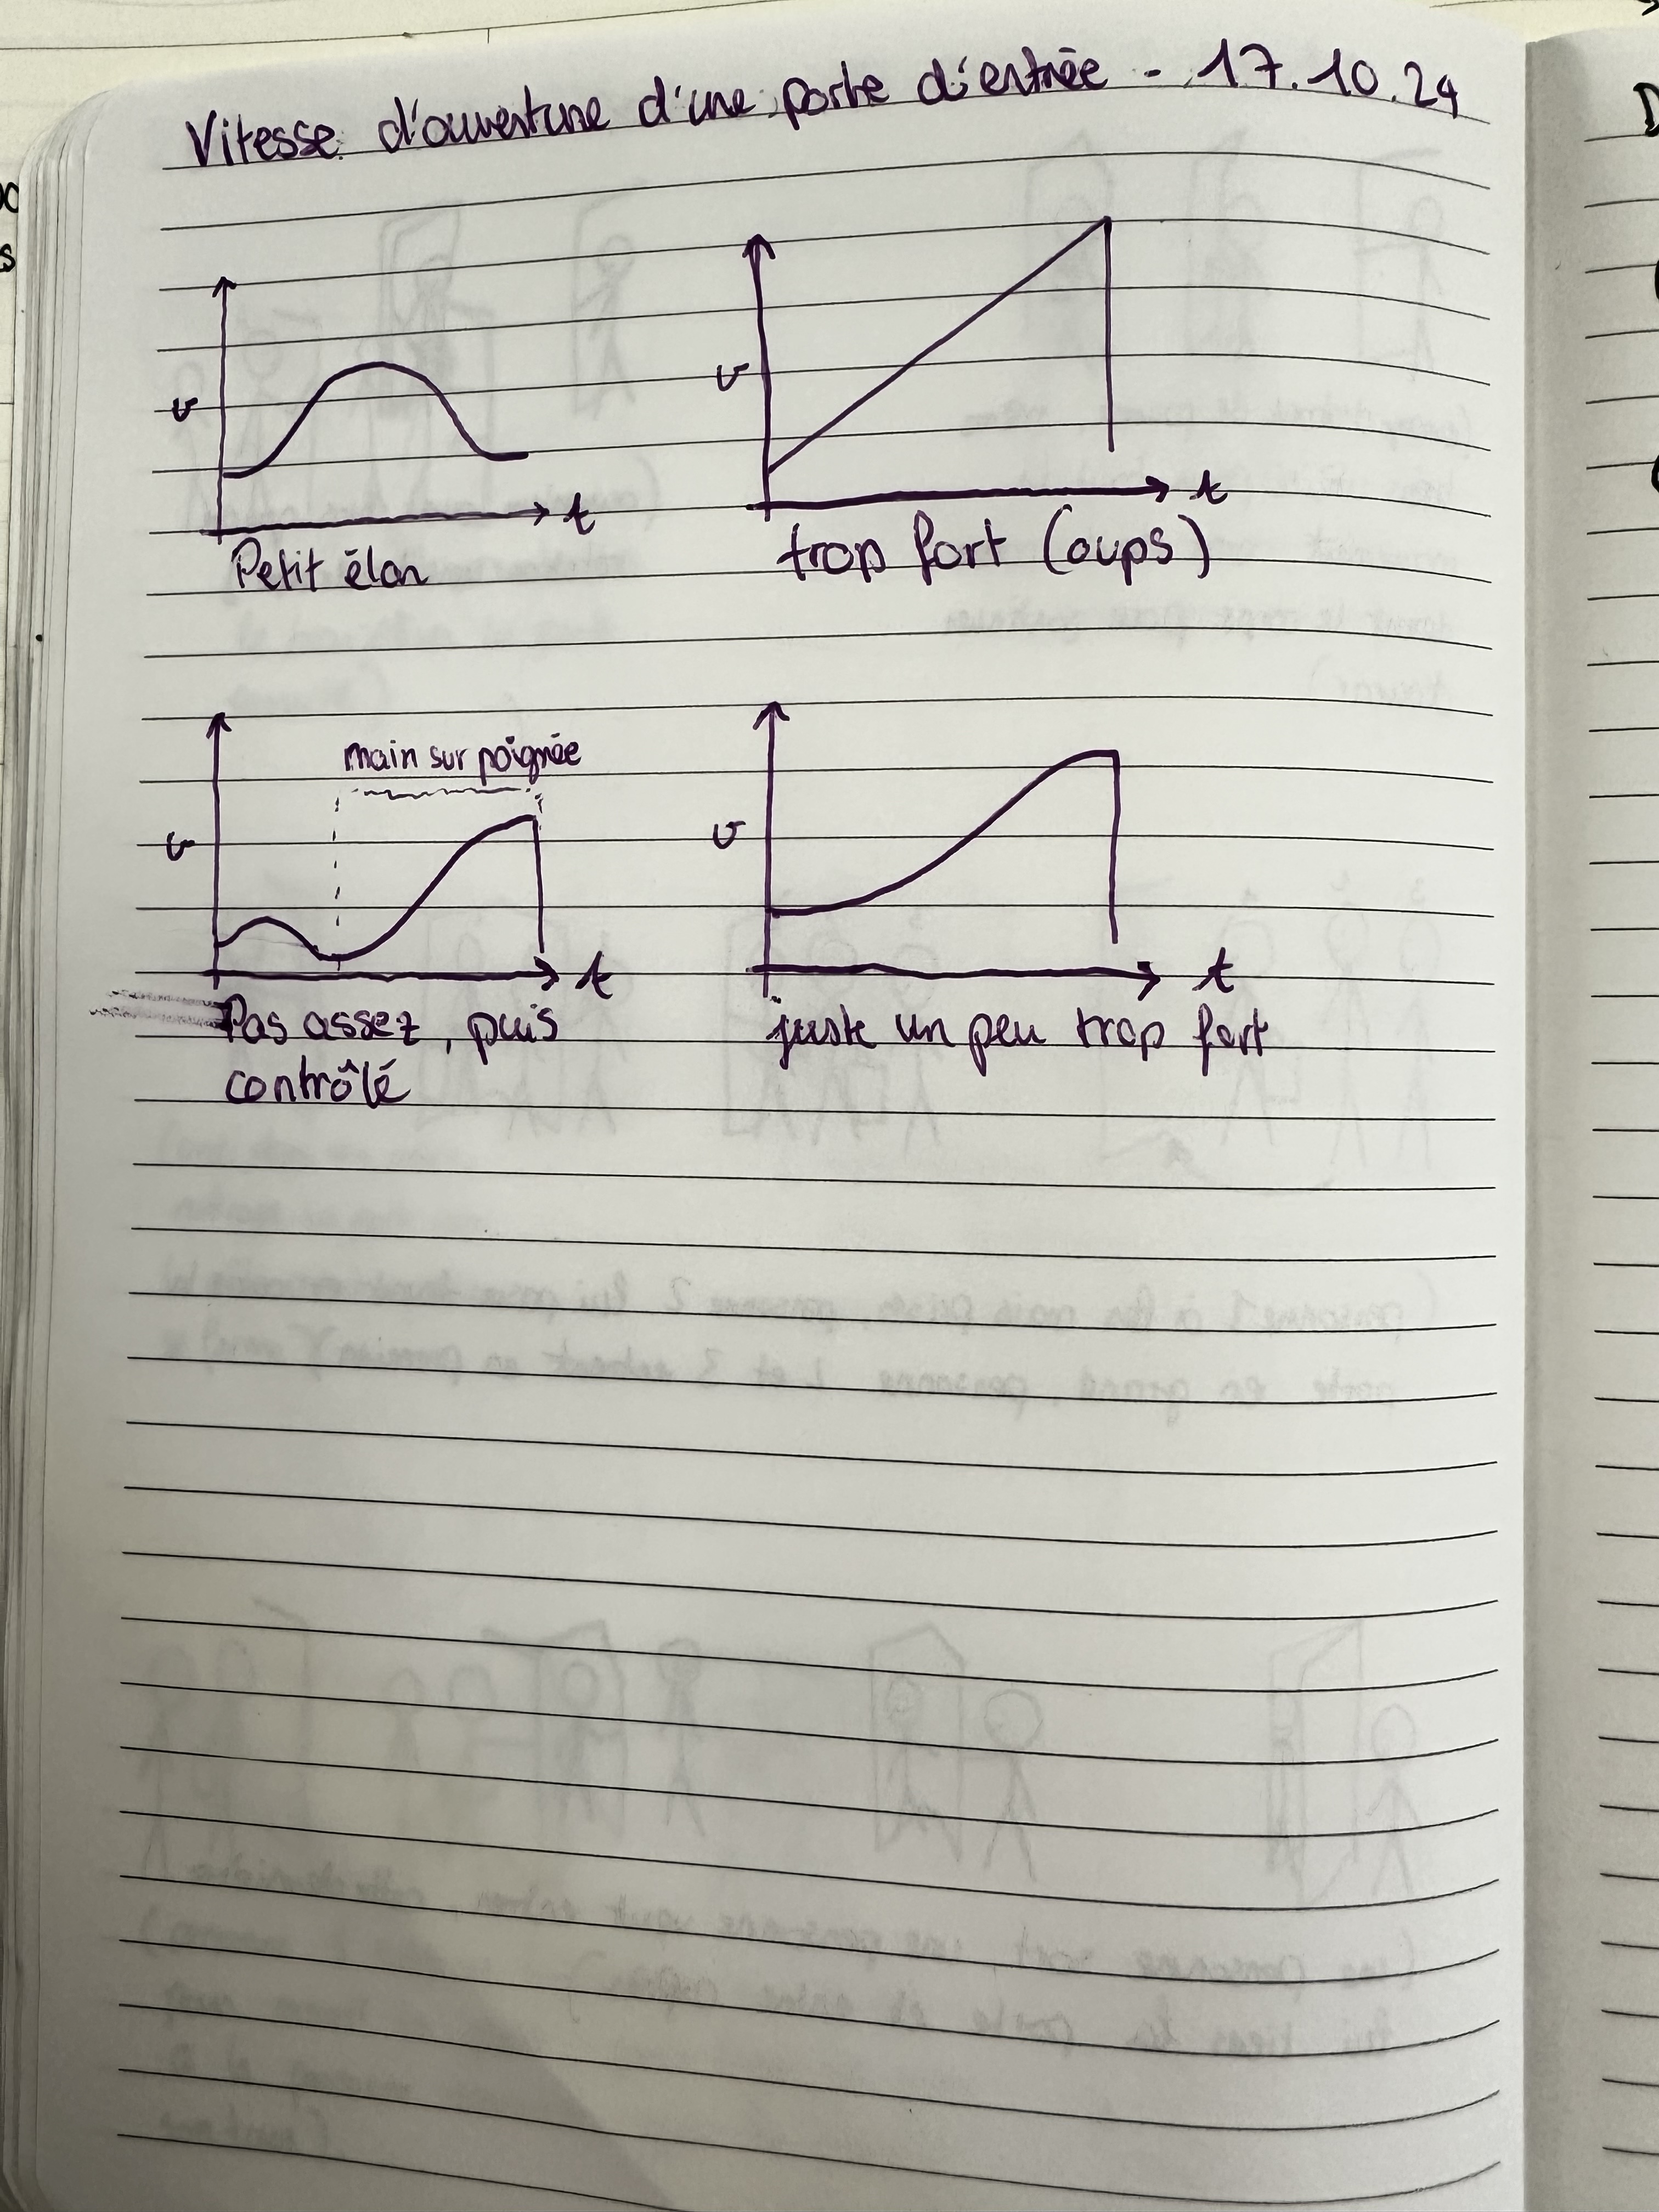 Vitesse d'ouverture d'une porte d'entrée - 17.10.24
v
t
Petit élan
v
t
trop fort (oups)
main sur poignée
v
t
Pas assez, puis
contrôlé
v
t
juste un peu trop fort